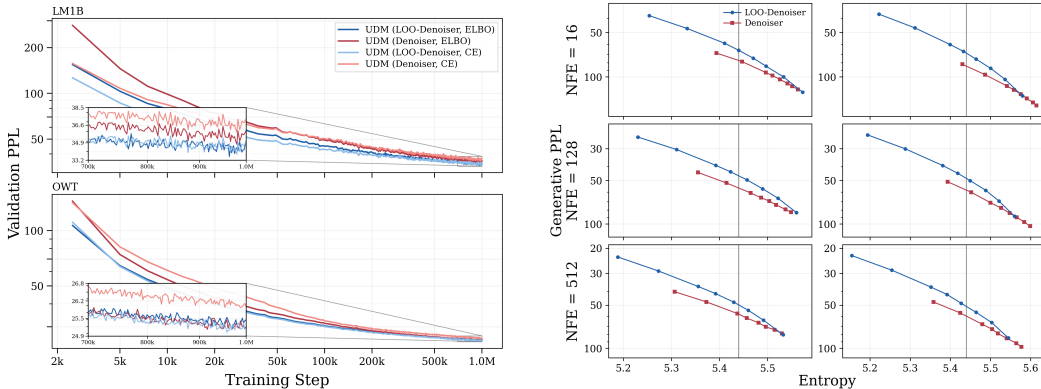 LM1B
Validation PPL
200
100
50
UDM (LOO-Denoiser, ELBO)
UDM (Denoiser, ELBO)
UDM (LOO-Denoiser, CE)
UDM (Denoiser, CE)
38.5
36.6
34.9
33.2
700k 800k 900k 1.0M
OWT
100
50
26.8
26.2
25.5
24.9
700k 800k 900k 1.0M
2k 5k 10k 20k 50k 100k 200k 500k 1.0M
Training Step
Generative PPL
NFE = 16
50
100
LOO-Denoiser
Denoiser
50
100
NFE = 128
30
50
100
30
50
100
NFE = 512
20
30
50
100
20
30
50
100
5.2 5.3 5.4 5.5
5.2 5.3 5.4 5.5 5.6
Entropy